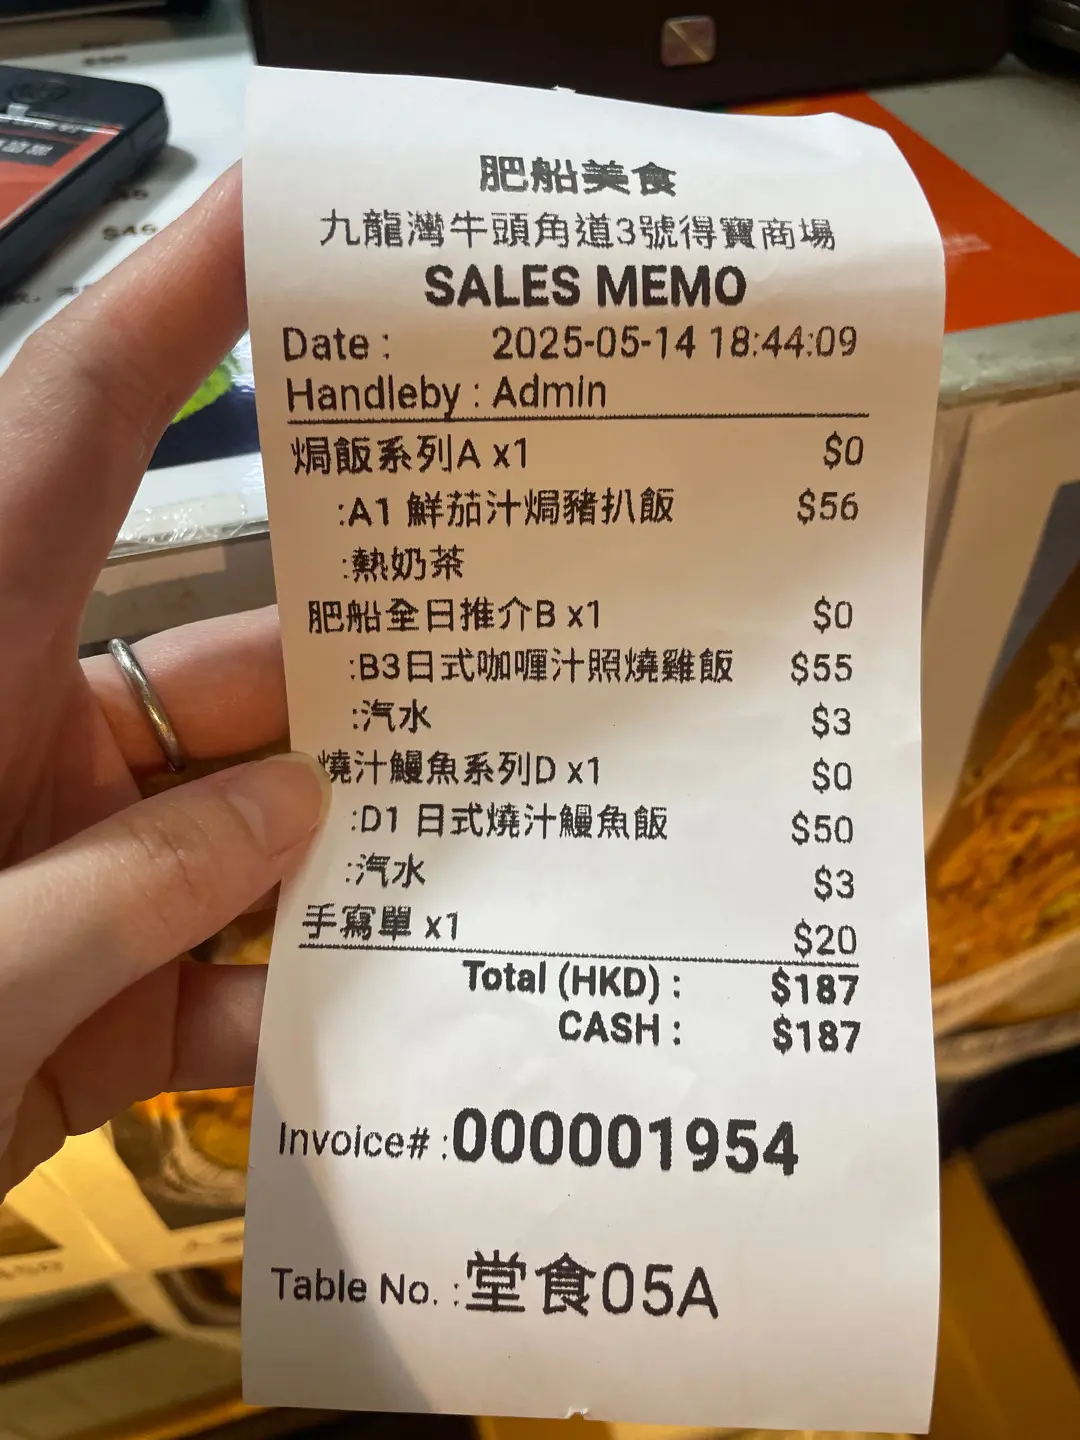 肥船美食
九龍灣牛頭角道3號得寶商場
SALES MEMO
Date : 2025-05-14 18:44:09
Handleby : Admin
焗飯系列A x1 $0
:A1 鮮茄汁焗豬扒飯 $56
:熱奶茶
肥船全日推介B x1 $0
:B3日式咖喱汁照燒雞飯 $55
:汽水 $3
燒汁鰻魚系列D x1 $0
:D1 日式燒汁鰻魚飯 $50
:汽水 $3
手寫單 x1 $20
Total (HKD) : $187
CASH : $187
Invoice# :000001954
Table No. :堂食05A